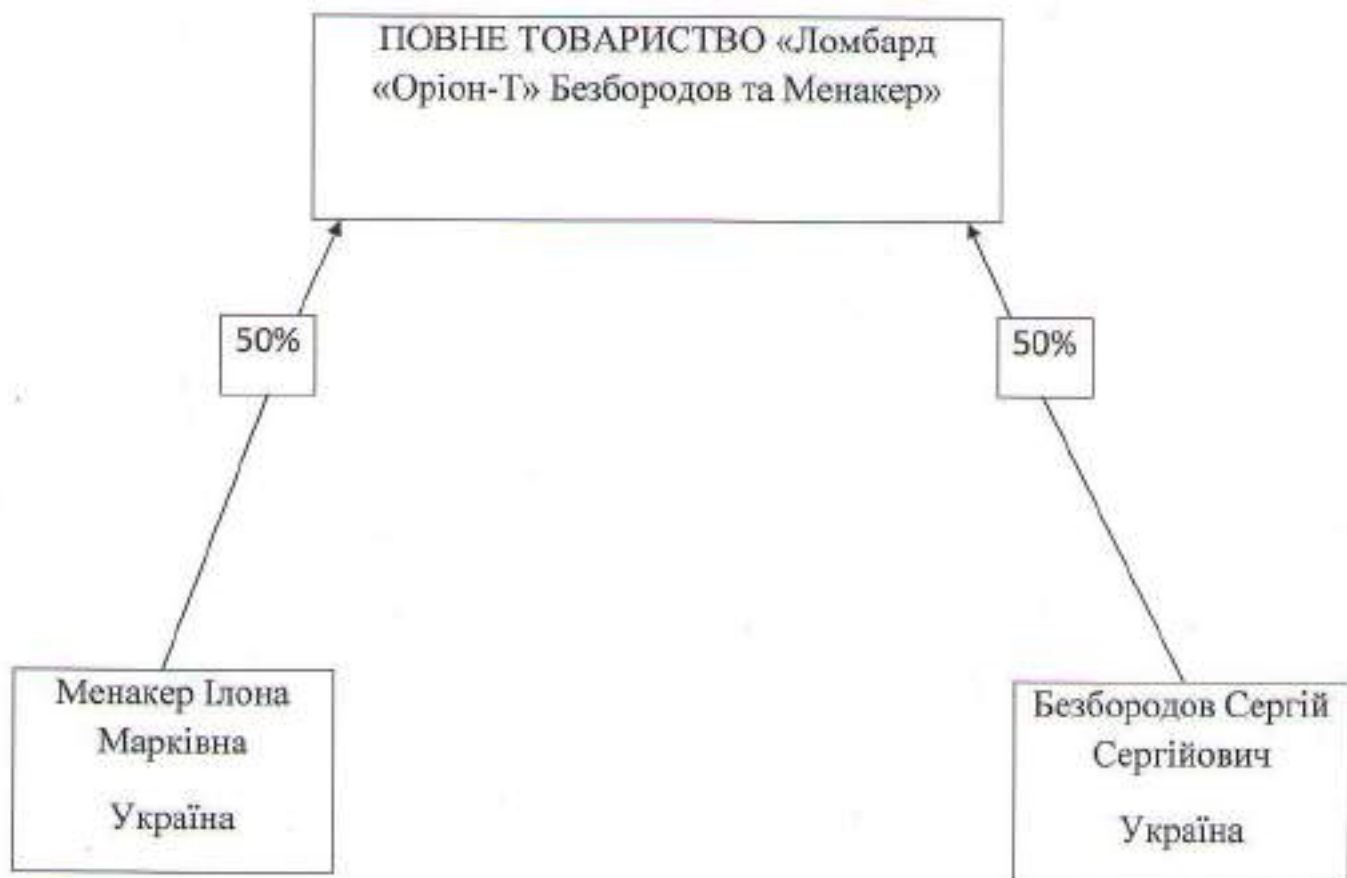 ПОВНЕ ТОВАРИСТВО «Ломбард
«Оріон-Т» Безбородов та Менакер»
50%
50%
Менакер Ілона
Марківна
Україна
Безбородов Сергій
Сергійович
Україна